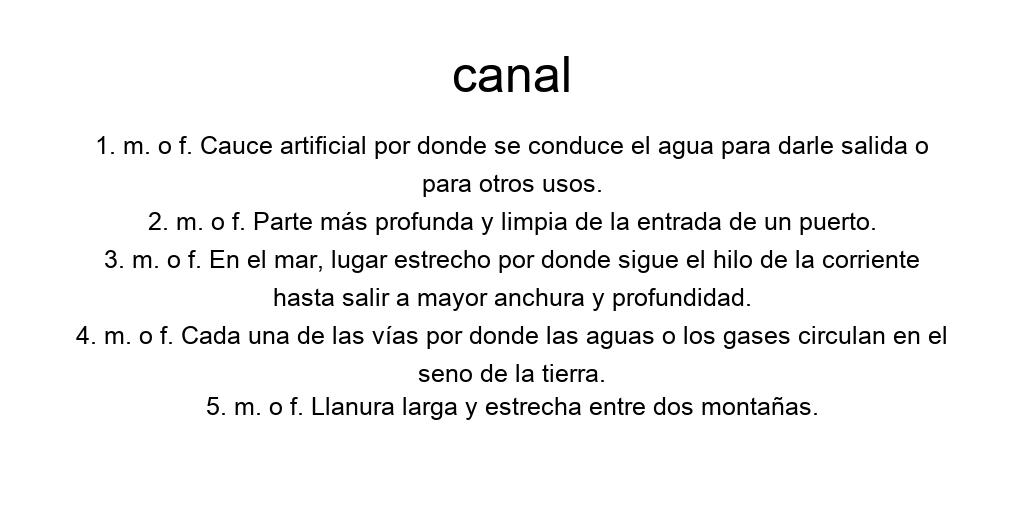 canal
1. m. o f. Cauce artificial por donde se conduce el agua para darle salida o
para otros usos.
2. m. o f. Parte más profunda y limpia de la entrada de un puerto.
3. m. o f. En el mar, lugar estrecho por donde sigue el hilo de la corriente
hasta salir a mayor anchura y profundidad.
4. m. o f. Cada una de las vías por donde las aguas o los gases circulan en el
seno de la tierra.
5. m. o f. Llanura larga y estrecha entre dos montañas.